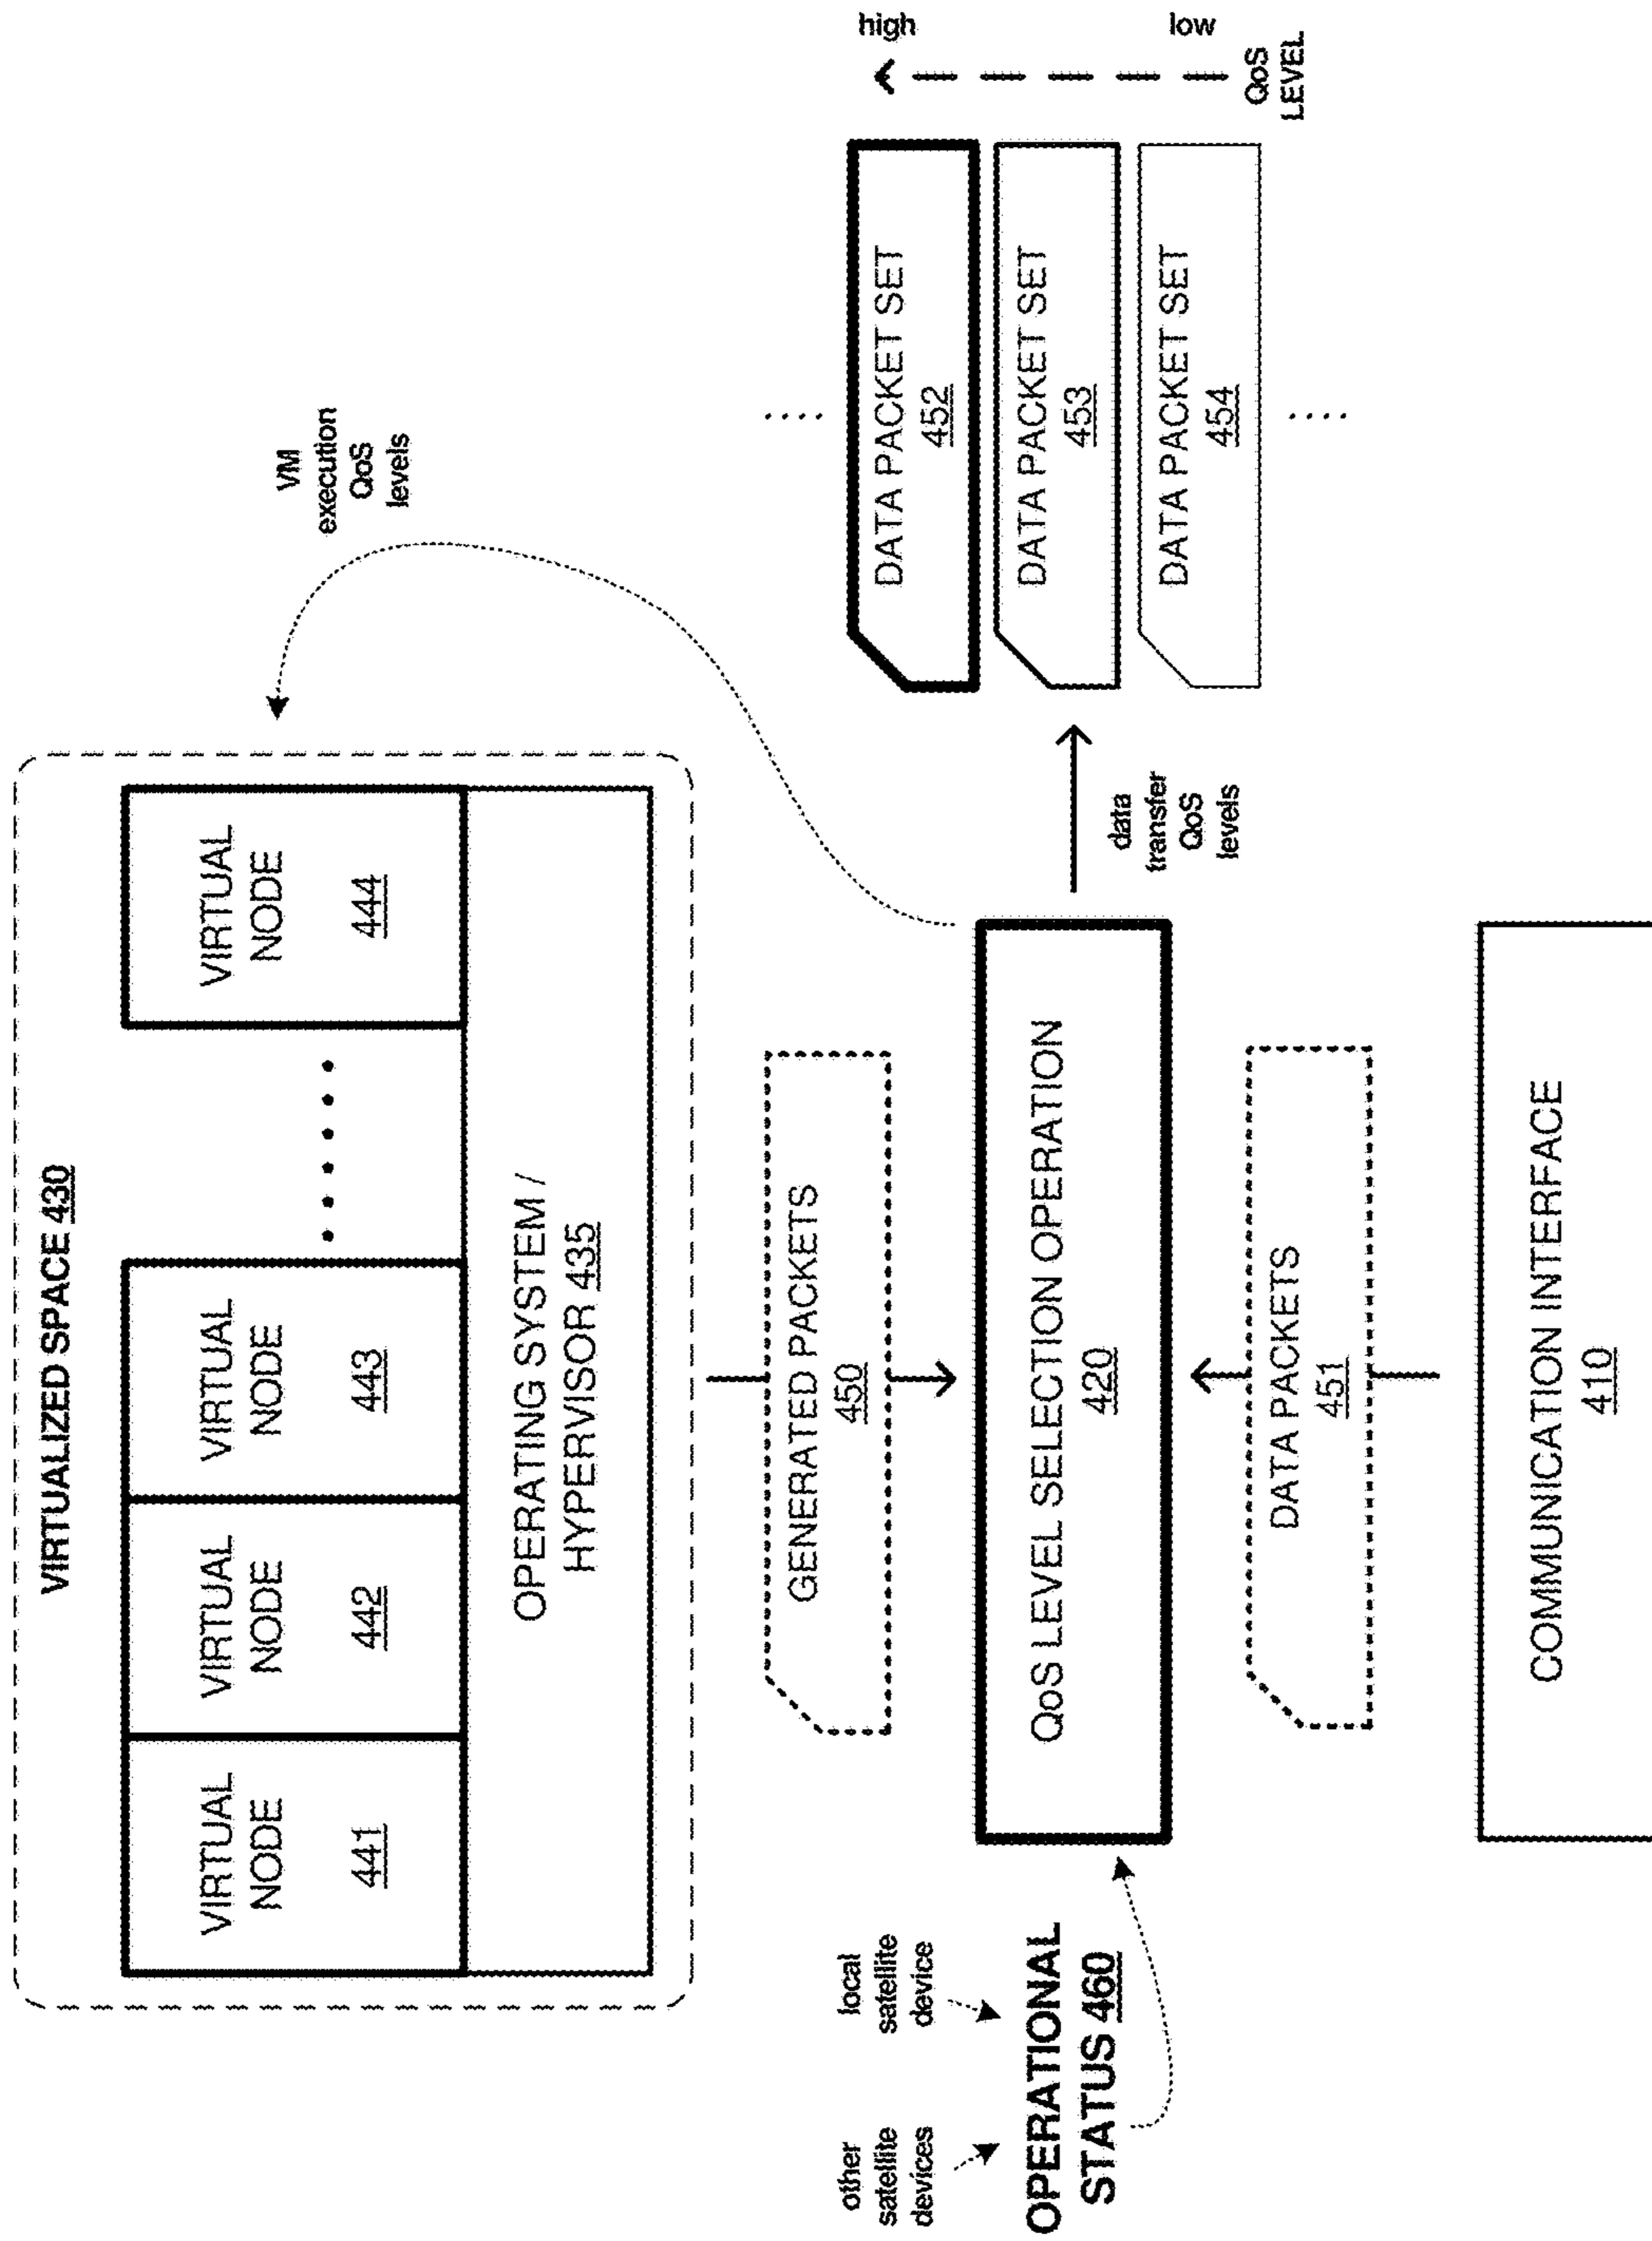 VIRTUALIZED SPACE 430
VIRTUAL
NODE
441
VIRTUAL
NODE
442
VIRTUAL
NODE
443
VIRTUAL
NODE
444
OPERATING SYSTEM /
HYPERVISOR 435
VM
execution
QoS
levels
GENERATED PACKETS
450
other
satellite
devices
local
satellite
device
OPERATIONAL
STATUS 460
QoS LEVEL SELECTION OPERATION
420
data
transfer
QoS
levels
DATA PACKET SET
452
DATA PACKET SET
453
DATA PACKET SET
454
high
low
QoS
LEVEL
DATA PACKETS
451
COMMUNICATION INTERFACE
410